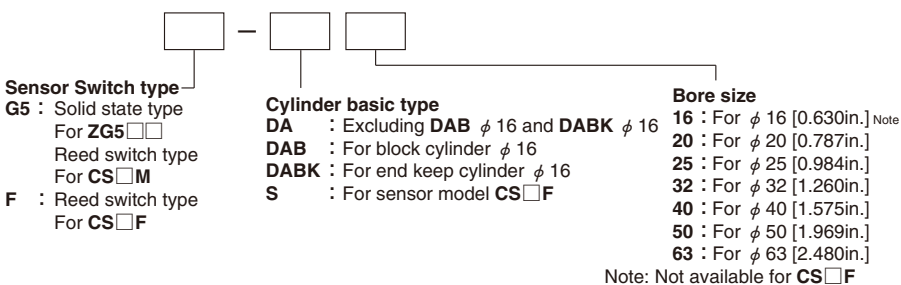 –
Sensor Switch type
G5 : Solid state type
For ZG5□□
Reed switch type
For CS□M
F : Reed switch type
For CS□F
Cylinder basic type
DA : Excluding DAB φ 16 and DABK φ 16
DAB : For block cylinder φ 16
DABK : For end keep cylinder φ 16
S : For sensor model CS□F
Bore size
16 : For φ 16 [0.630in.] Note
20 : For φ 20 [0.787in.]
25 : For φ 25 [0.984in.]
32 : For φ 32 [1.260in.]
40 : For φ 40 [1.575in.]
50 : For φ 50 [1.969in.]
63 : For φ 63 [2.480in.]
Note: Not available for CS□F